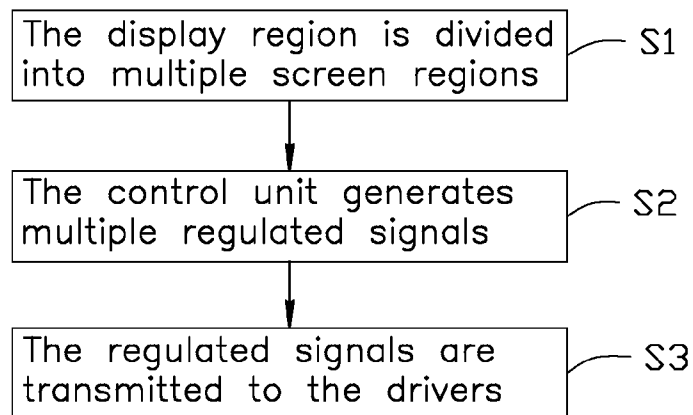 The display region is divided
into multiple screen regions
S1
The control unit generates
multiple regulated signals
S2
The regulated signals are
transmitted to the drivers
S3